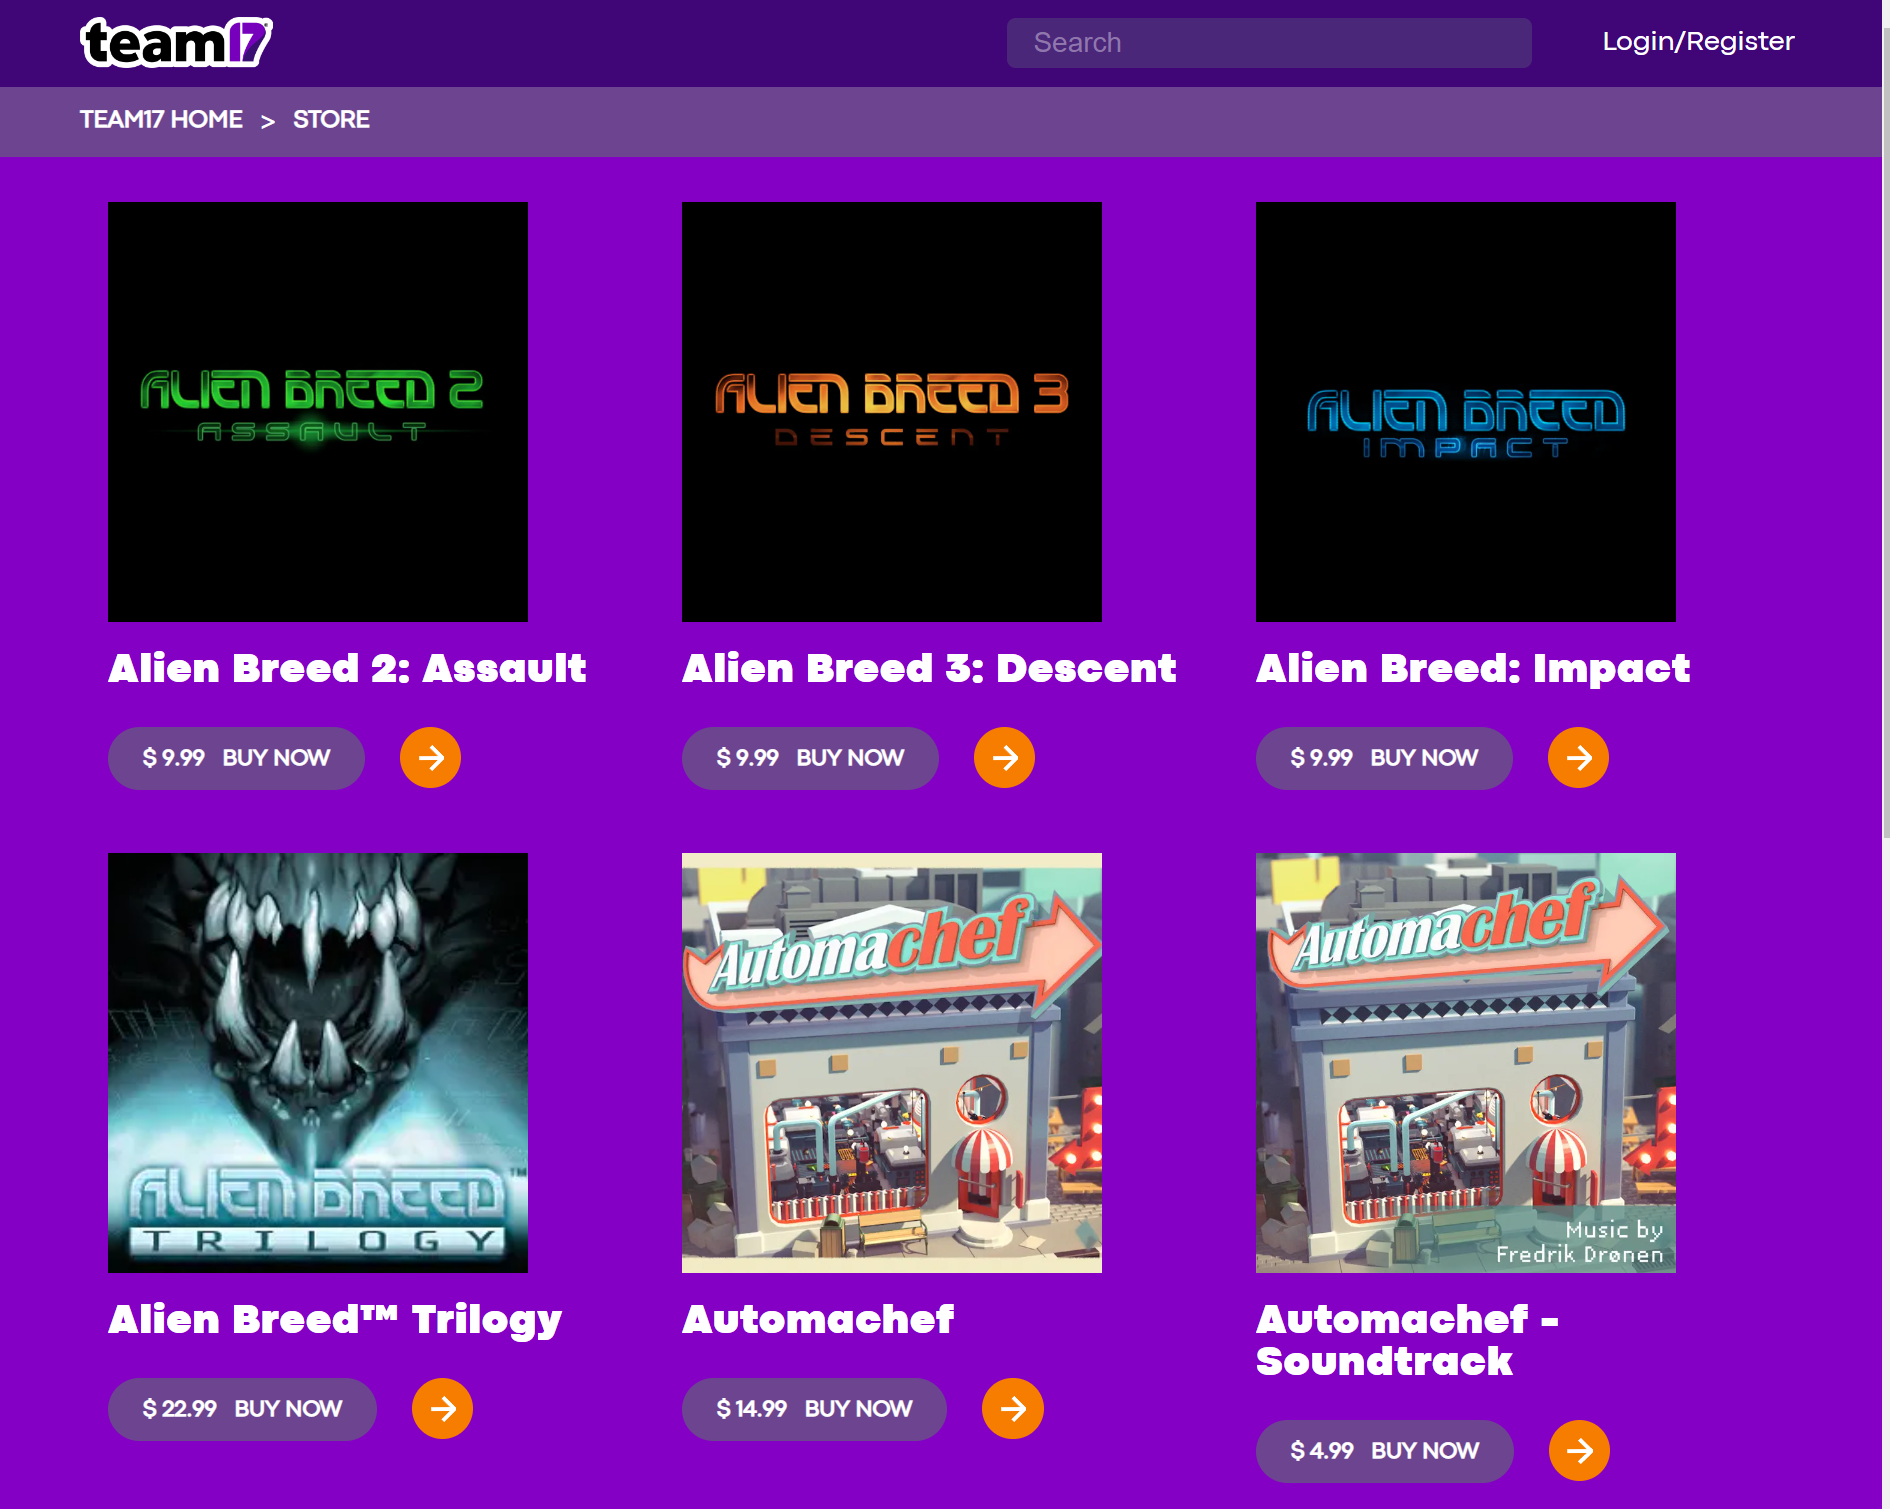 team17
Search
Login/Register
TEAM17 HOME > STORE
ALIEN BREED 2
ASSAULT
ALIEN BREED 3
DESCENT
ALIEN BREED
IMPACT
Alien Breed 2: Assault
Alien Breed 3: Descent
Alien Breed: Impact
$ 9.99 BUY NOW
$ 9.99 BUY NOW
$ 9.99 BUY NOW
ALIEN BREED™
TRILOGY
Automachef
Automachef
Music by
Fredrik Drønen
Alien Breed™ Trilogy
Automachef
Automachef -
Soundtrack
$ 22.99 BUY NOW
$ 14.99 BUY NOW
$ 4.99 BUY NOW